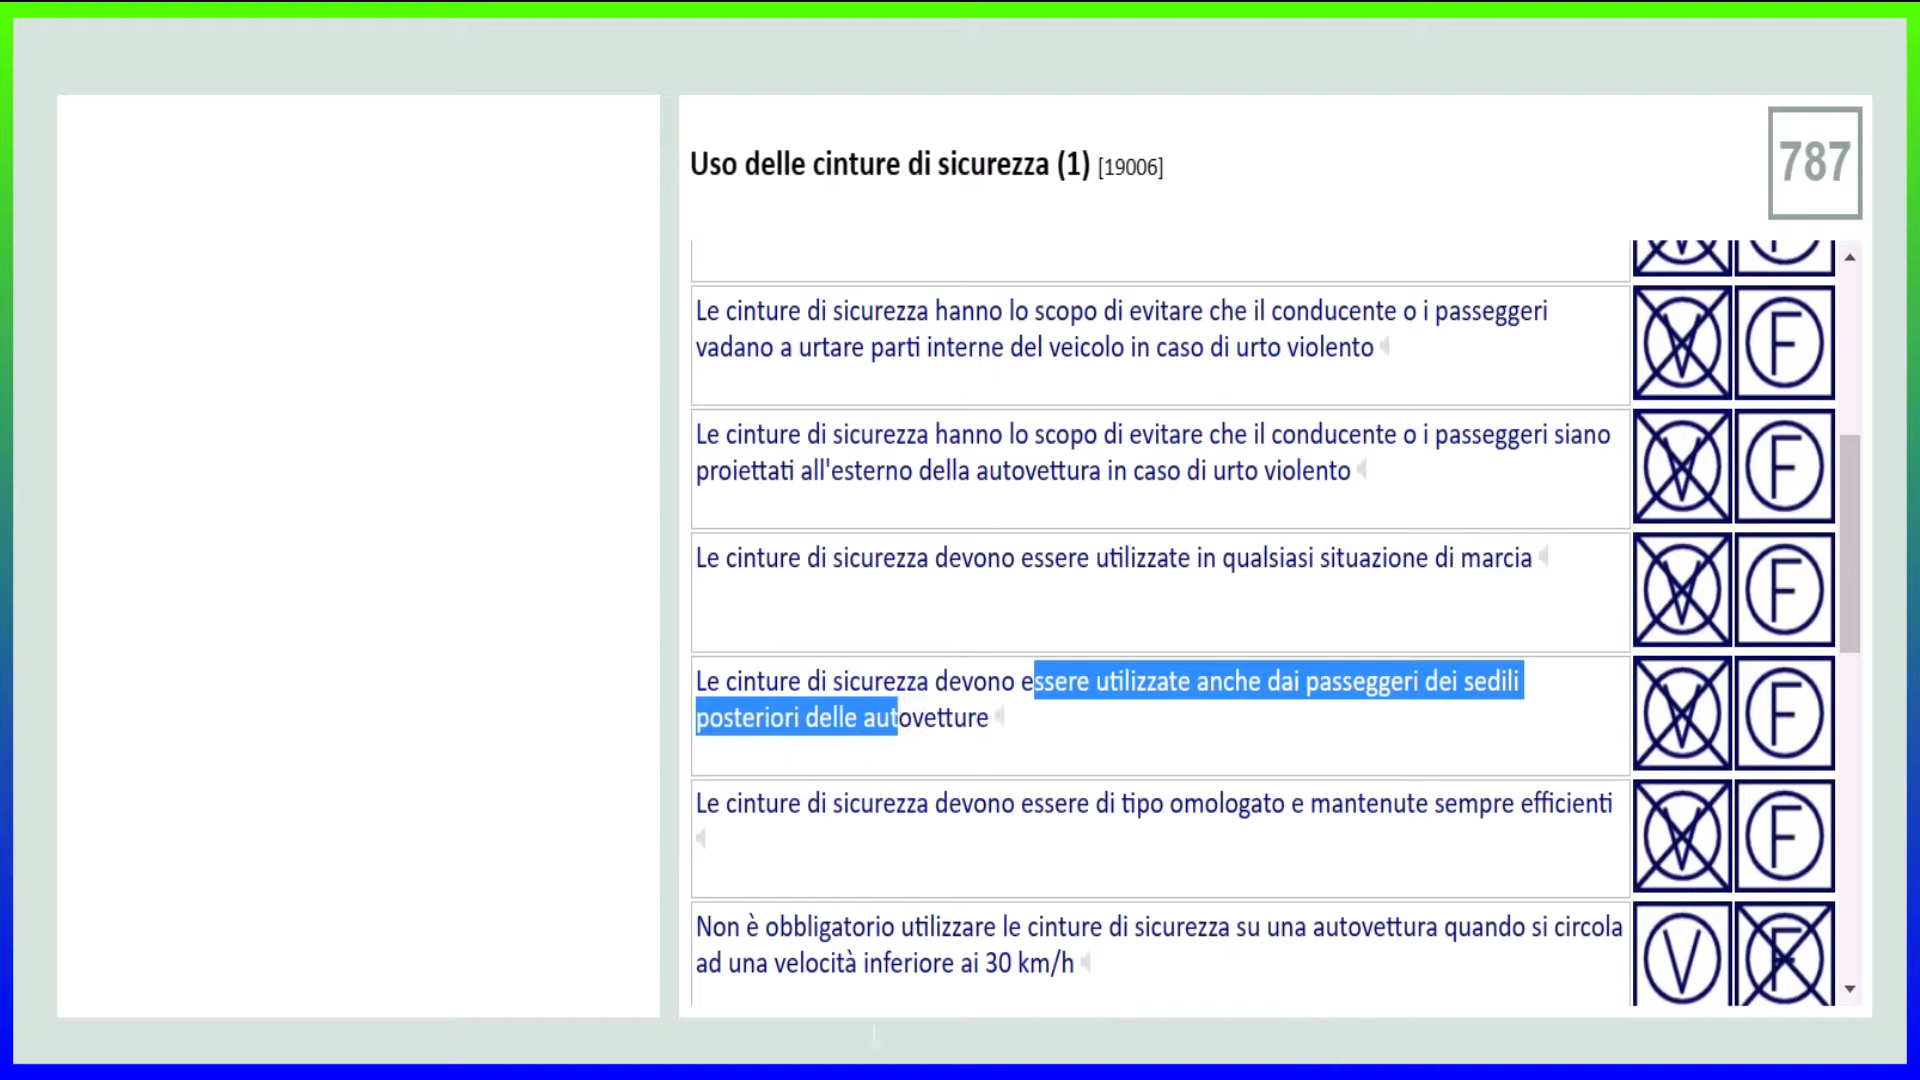 Uso delle cinture di sicurezza (1) [19006]
787
Le cinture di sicurezza hanno lo scopo di evitare che il conducente o i passeggeri
vadano a urtare parti interne del veicolo in caso di urto violento
V F
Le cinture di sicurezza hanno lo scopo di evitare che il conducente o i passeggeri siano
proiettati all'esterno della autovettura in caso di urto violento
V F
Le cinture di sicurezza devono essere utilizzate in qualsiasi situazione di marcia
V F
Le cinture di sicurezza devono essere utilizzate anche dai passeggeri dei sedili
posteriori delle autovetture
V F
Le cinture di sicurezza devono essere di tipo omologato e mantenute sempre efficienti
V F
Non è obbligatorio utilizzare le cinture di sicurezza su una autovettura quando si circola
ad una velocità inferiore ai 30 km/h
V F